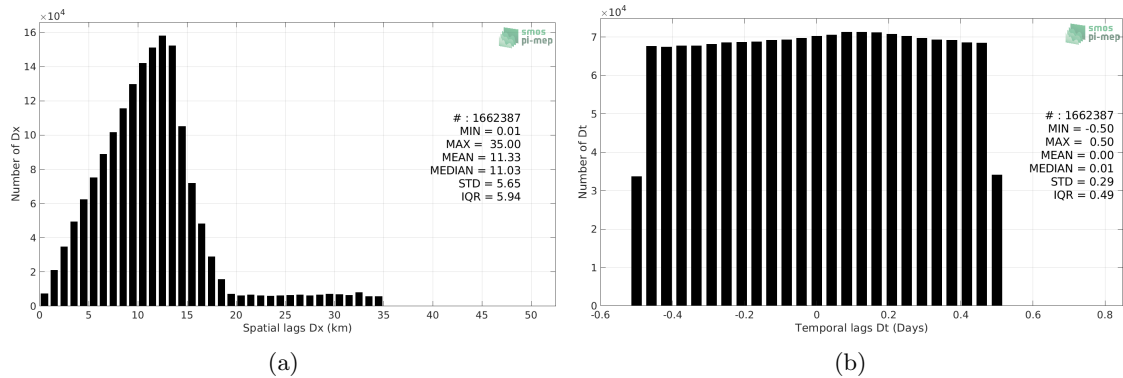 ×10⁴
16
14
12
10
8
6
4
2
0
Number of Dx
smos
pi-mep
# : 1662387
MIN = 0.01
MAX = 35.00
MEAN = 11.33
MEDIAN = 11.03
STD = 5.65
IQR = 5.94
0 5 10 15 20 25 30 35 40 45 50
Spatial lags Dx (km)
(a)
×10⁴
7
6
5
4
3
2
1
0
Number of Dt
smos
pi-mep
# : 1662387
MIN = -0.50
MAX = 0.50
MEAN = 0.00
MEDIAN = 0.01
STD = 0.29
IQR = 0.49
-0.6 -0.4 -0.2 0 0.2 0.4 0.6 0.8
Temporal lags Dt (Days)
(b)